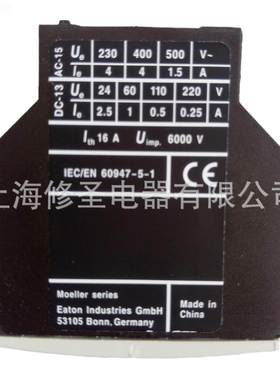 AC-15 Ue 230 400 500 V~
Ie 4 4 1.5 A
DC-13 Ue 24 60 110 220 V
Ie 2.5 1 0.5 0.25 A
Ith 16 A Uimp. 6000 V
IEC/EN 60947-5-1 CE
上海修圣电器有限公司
Moeller series
Eaton Industries GmbH Made in
53105 Bonn, Germany China